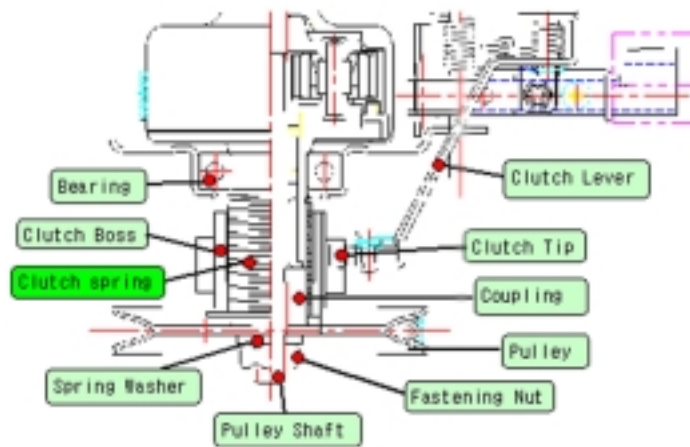 Bearing
Clutch Lever
Clutch Boss
Clutch Tip
Clutch spring
Coupling
Pulley
Spring Washer
Fastening Nut
Pulley Shaft